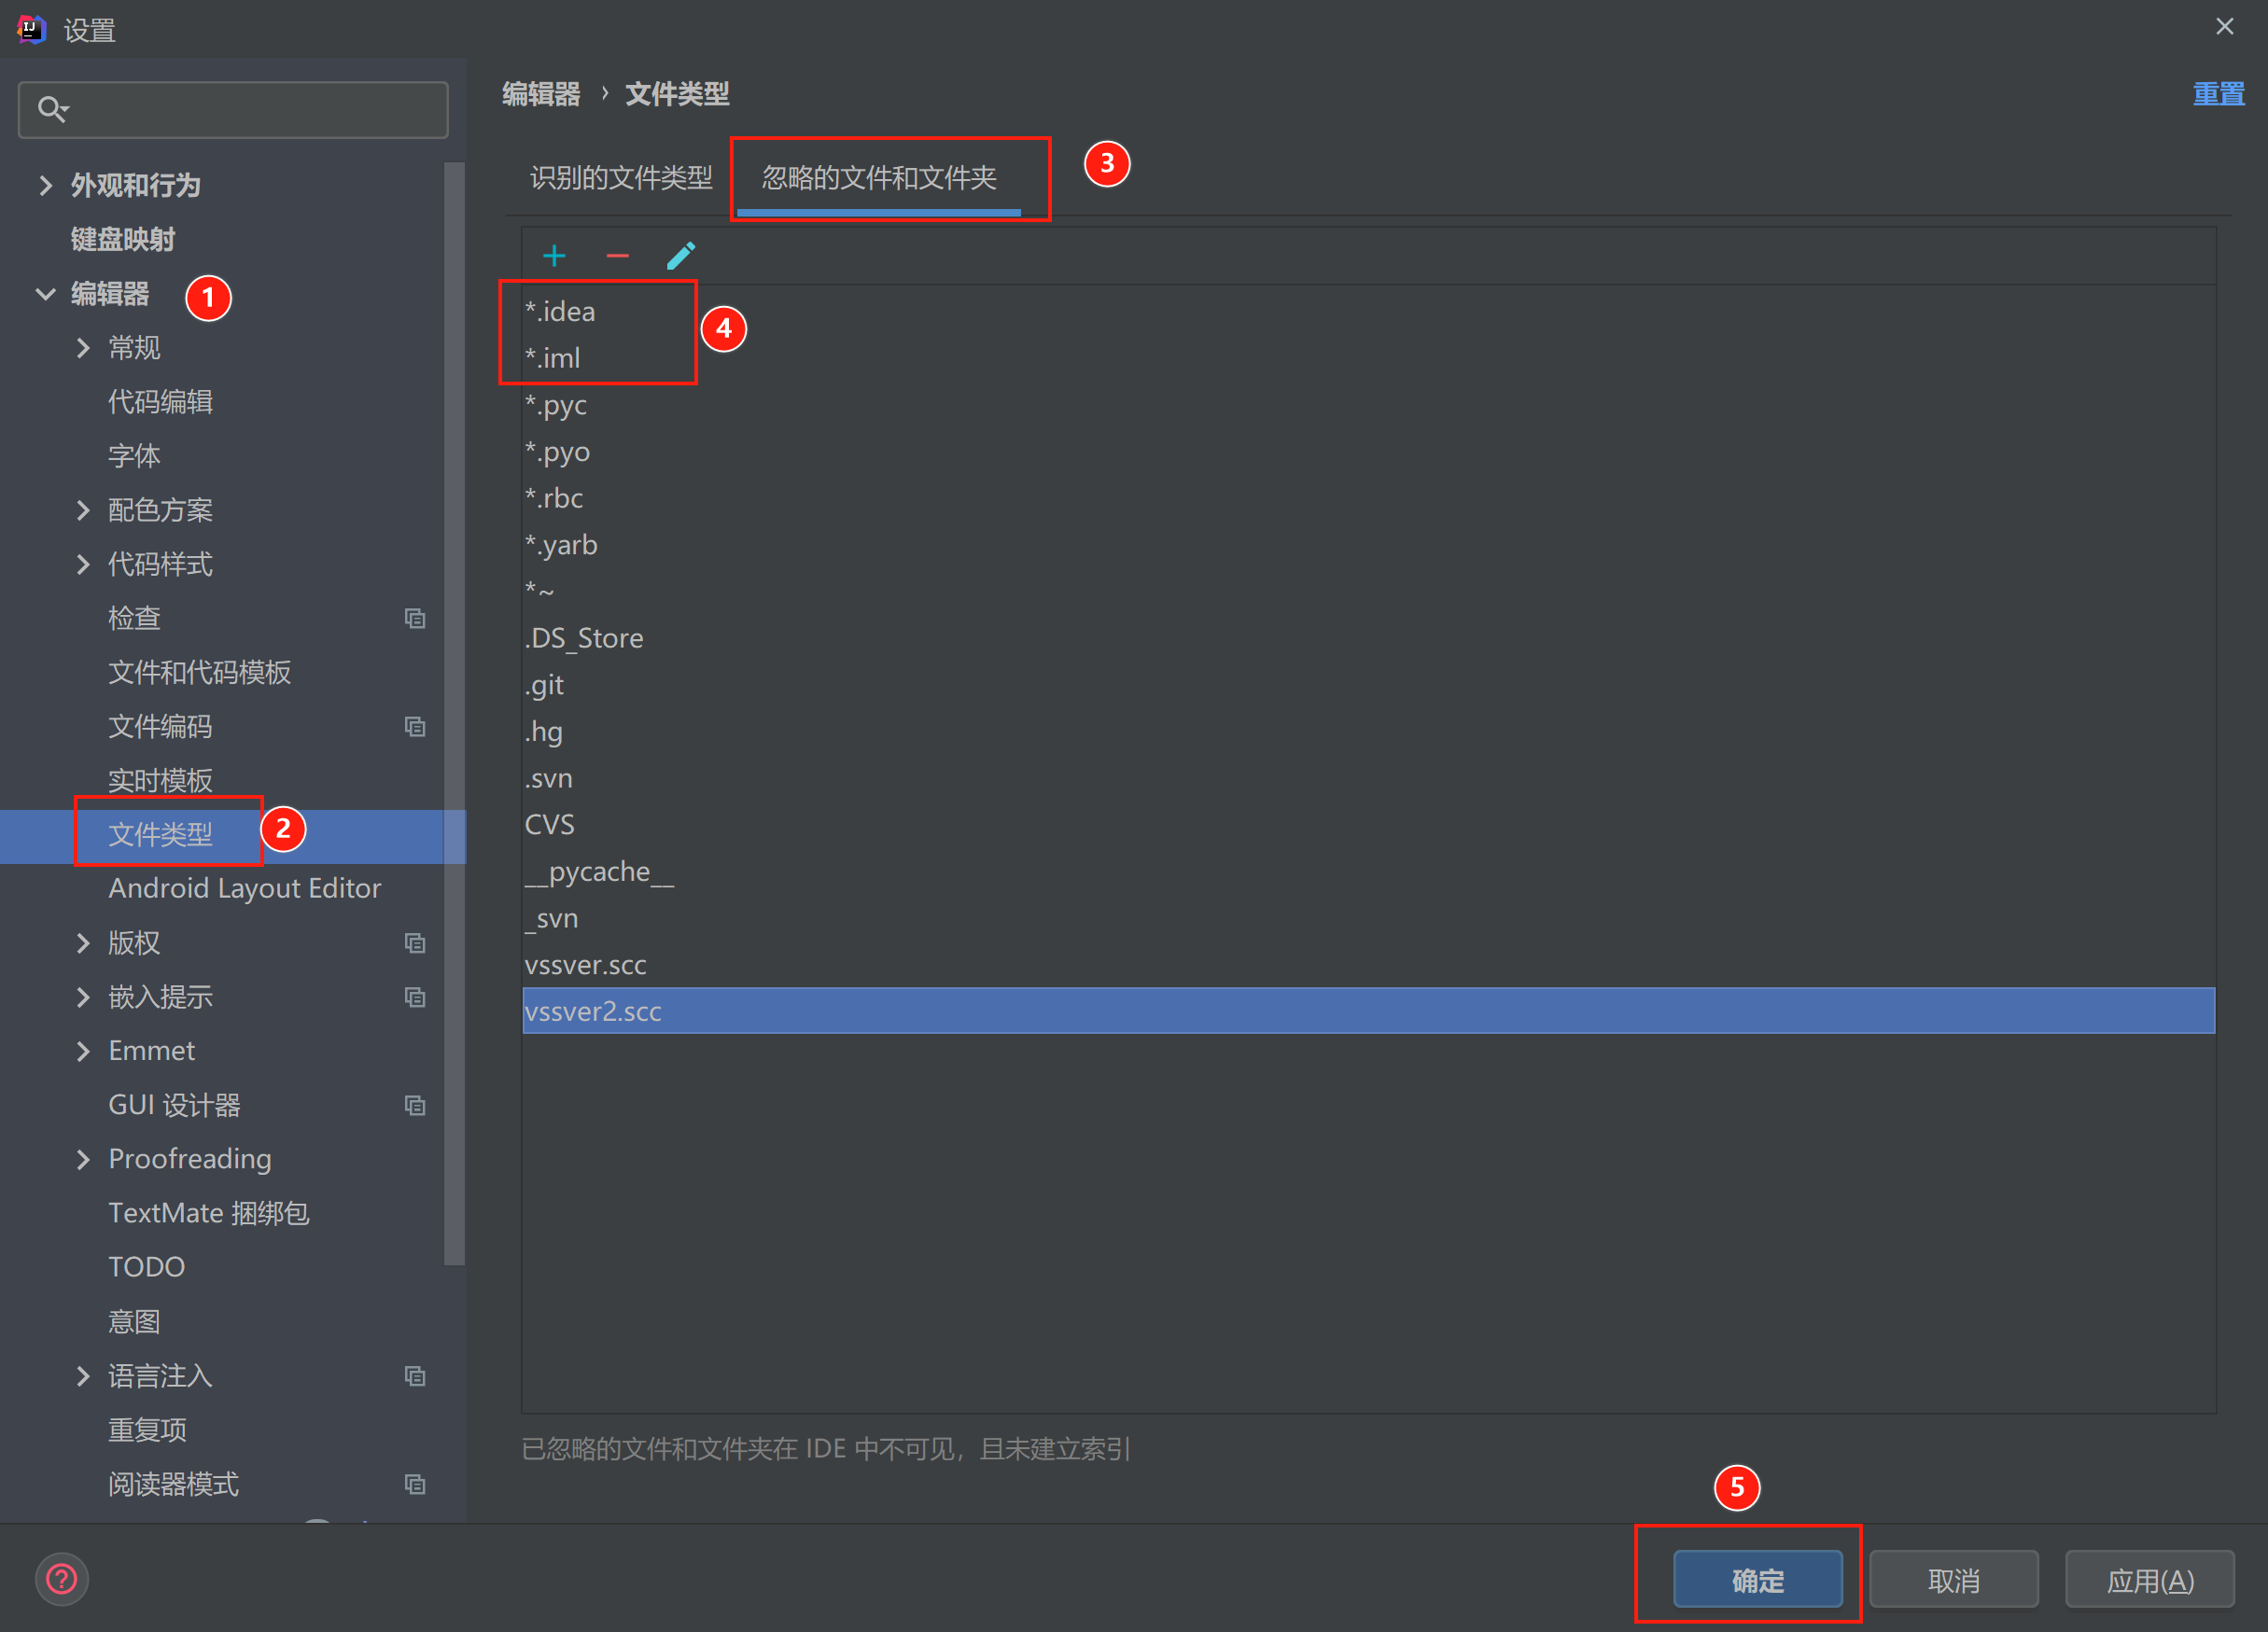 设置
外观和行为
键盘映射
编辑器
1
常规
代码编辑
字体
配色方案
代码样式
检查
文件和代码模板
文件编码
实时模板
文件类型
2
Android Layout Editor
版权
嵌入提示
Emmet
GUI 设计器
Proofreading
TextMate 捆绑包
TODO
意图
语言注入
重复项
阅读器模式
编辑器 › 文件类型
重置
识别的文件类型
忽略的文件和文件夹
3
*.idea
*.iml
4
*.pyc
*.pyo
*.rbc
*.yarb
*~
.DS_Store
.git
.hg
.svn
CVS
__pycache__
_svn
vssver.scc
vssver2.scc
已忽略的文件和文件夹在 IDE 中不可见，且未建立索引
5
确定
取消
应用(A)